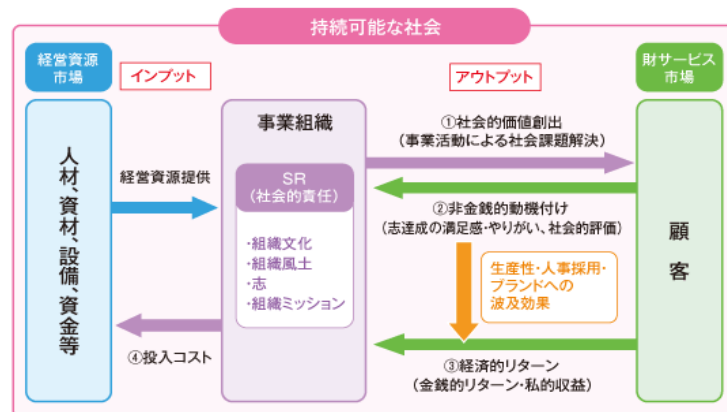 持続可能な社会
経営資源
市場
インプット
アウトプット
財サービス
市場
人材、資材、設備、資金等
経営資源提供
④投入コスト
事業組織
SR
(社会的責任)
・組織文化
・組織風土
・志
・組織ミッション
①社会的価値創出
(事業活動による社会課題解決)
②非金銭的動機付け
(志達成の満足感・やりがい、社会的評価)
生産性・人事採用・
ブランドへの
波及効果
③経済的リターン
(金銭的リターン・私的収益)
顧客